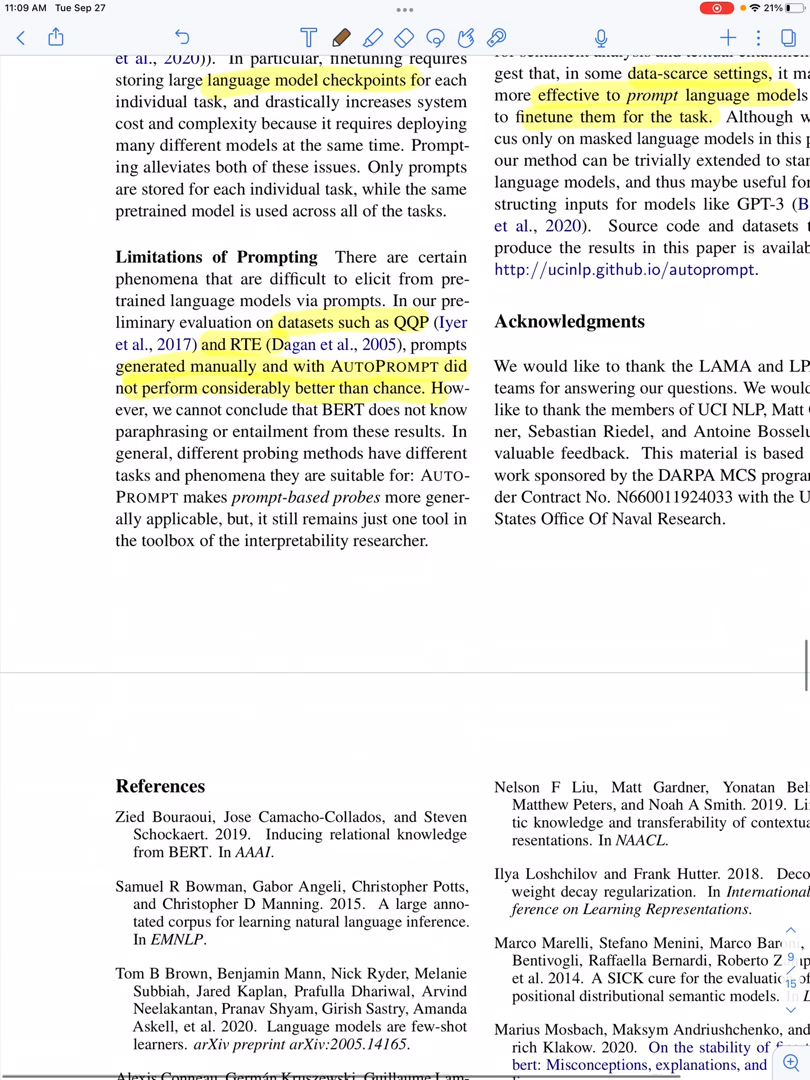 11:09 AM Tue Sep 27
21%
et al., 2020)). In particular, finetuning requires
storing large language model checkpoints for each
individual task, and drastically increases system
cost and complexity because it requires deploying
many different models at the same time. Prompt-
ing alleviates both of these issues. Only prompts
are stored for each individual task, while the same
pretrained model is used across all of the tasks.
Limitations of Prompting There are certain
phenomena that are difficult to elicit from pre-
trained language models via prompts. In our pre-
liminary evaluation on datasets such as QQP (Iyer
et al., 2017) and RTE (Dagan et al., 2005), prompts
generated manually and with AUTOPROMPT did
not perform considerably better than chance. How-
ever, we cannot conclude that BERT does not know
paraphrasing or entailment from these results. In
general, different probing methods have different
tasks and phenomena they are suitable for: AUTO-
PROMPT makes prompt-based probes more gener-
ally applicable, but, it still remains just one tool in
the toolbox of the interpretability researcher.
gest that, in some data-scarce settings, it ma
more effective to prompt language models
to finetune them for the task. Although w
cus only on masked language models in this p
our method can be trivially extended to star
language models, and thus maybe useful for
structing inputs for models like GPT-3 (B
et al., 2020). Source code and datasets t
produce the results in this paper is availab
http://ucinlp.github.io/autoprompt.
Acknowledgments
We would like to thank the LAMA and LP
teams for answering our questions. We would
like to thank the members of UCI NLP, Matt
ner, Sebastian Riedel, and Antoine Bosselu
valuable feedback. This material is based
work sponsored by the DARPA MCS program
der Contract No. N660011924033 with the U
States Office Of Naval Research.
References
Zied Bouraoui, Jose Camacho-Collados, and Steven
Schockaert. 2019. Inducing relational knowledge
from BERT. In AAAI.
Samuel R Bowman, Gabor Angeli, Christopher Potts,
and Christopher D Manning. 2015. A large anno-
tated corpus for learning natural language inference.
In EMNLP.
Tom B Brown, Benjamin Mann, Nick Ryder, Melanie
Subbiah, Jared Kaplan, Prafulla Dhariwal, Arvind
Neelakantan, Pranav Shyam, Girish Sastry, Amanda
Askell, et al. 2020. Language models are few-shot
learners. arXiv preprint arXiv:2005.14165.
Alexis Conneau, Germán Kruszewski, Guillaume Lam-
Nelson F Liu, Matt Gardner, Yonatan Bel
Matthew Peters, and Noah A Smith. 2019. Li
tic knowledge and transferability of contextua
resentations. In NAACL.
Ilya Loshchilov and Frank Hutter. 2018. Deco
weight decay regularization. In International
ference on Learning Representations.
Marco Marelli, Stefano Menini, Marco Baroni,
Bentivogli, Raffaella Bernardi, Roberto Z
et al. 2014. A SICK cure for the evaluatio of
positional distributional semantic models. In L
Marius Mosbach, Maksym Andriushchenko, and
rich Klakow. 2020. On the stability of
bert: Misconceptions, explanations, and
9
15